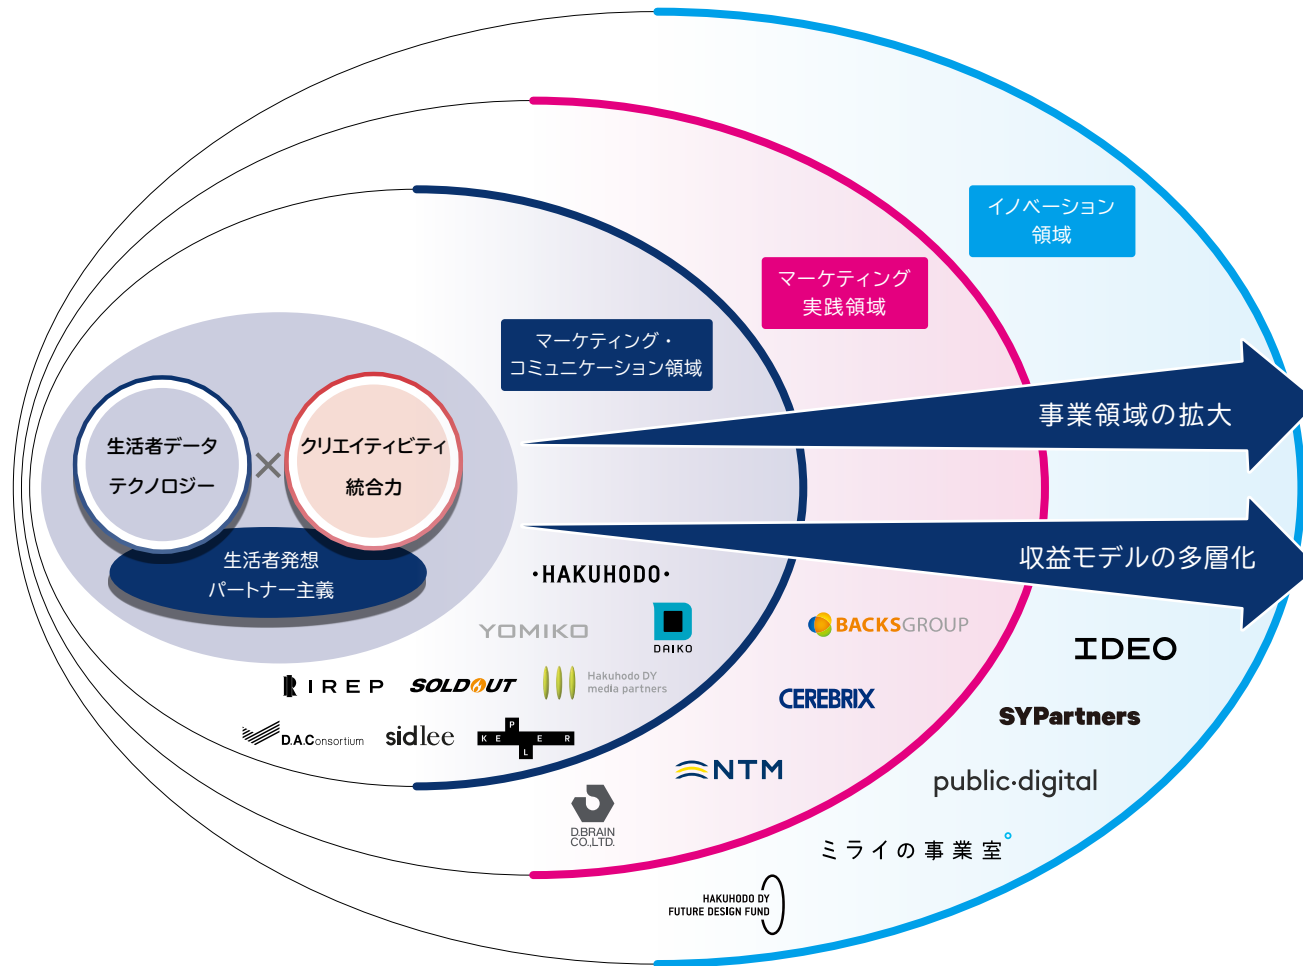 イノベーション
領域
マーケティング
実践領域
マーケティング・
コミュニケーション領域
事業領域の拡大
生活者データ
テクノロジー
×
クリエイティビティ
統合力
生活者発想
パートナー主義
収益モデルの多層化
・HAKUHODO・
YOMIKO
DAIKO
BACKSGROUP
IDEO
IREP
SOLDOUT
Hakuhodo DY
media partners
CEREBRIX
SYPartners
D.A.Consortium
sidlee
KEPLER
NTM
public·digital
D.BRAIN
CO.,LTD.
ミライの事業室°
HAKUHODO DY
FUTURE DESIGN FUND